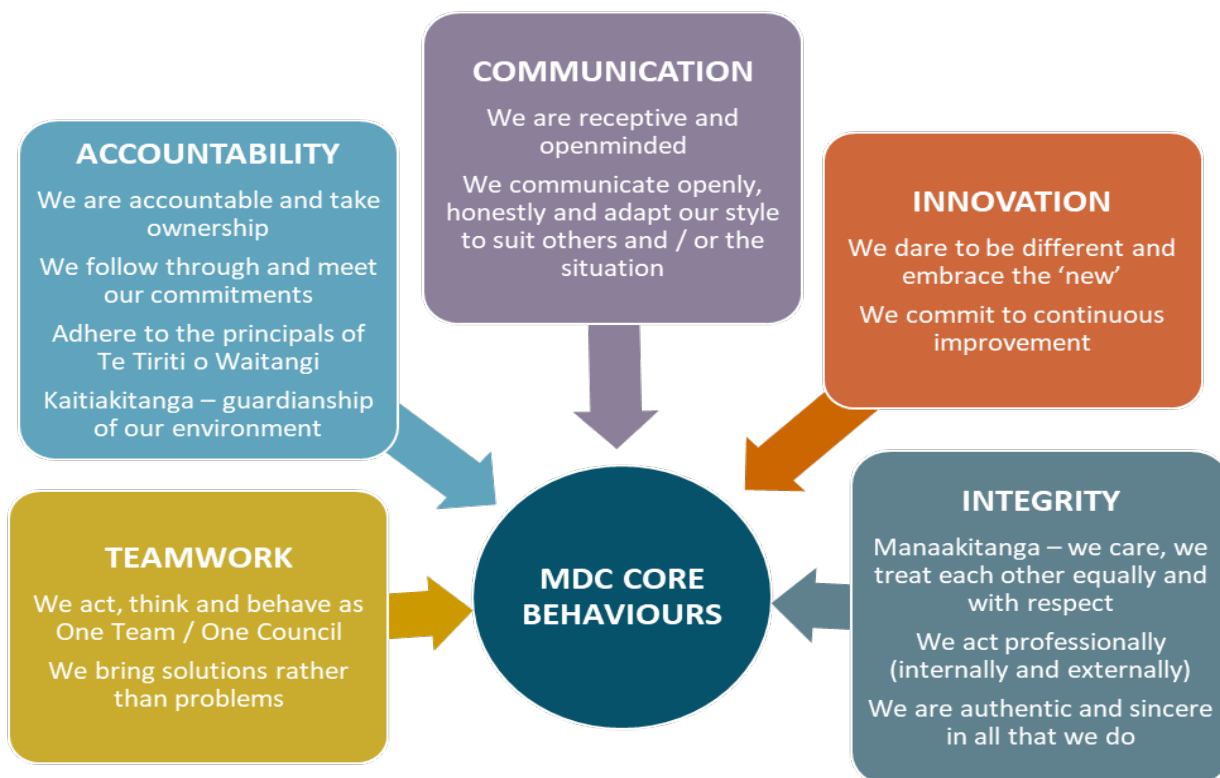 COMMUNICATION
We are receptive and
openminded
We communicate openly,
honestly and adapt our style
to suit others and / or the
situation
ACCOUNTABILITY
We are accountable and take
ownership
We follow through and meet
our commitments
Adhere to the principals of
Te Tiriti o Waitangi
Kaitiakitanga – guardianship
of our environment
INNOVATION
We dare to be different and
embrace the ‘new’
We commit to continuous
improvement
TEAMWORK
We act, think and behave as
One Team / One Council
We bring solutions rather
than problems
MDC CORE
BEHAVIOURS
INTEGRITY
Manaakitanga – we care, we
treat each other equally and
with respect
We act professionally
(internally and externally)
We are authentic and sincere
in all that we do